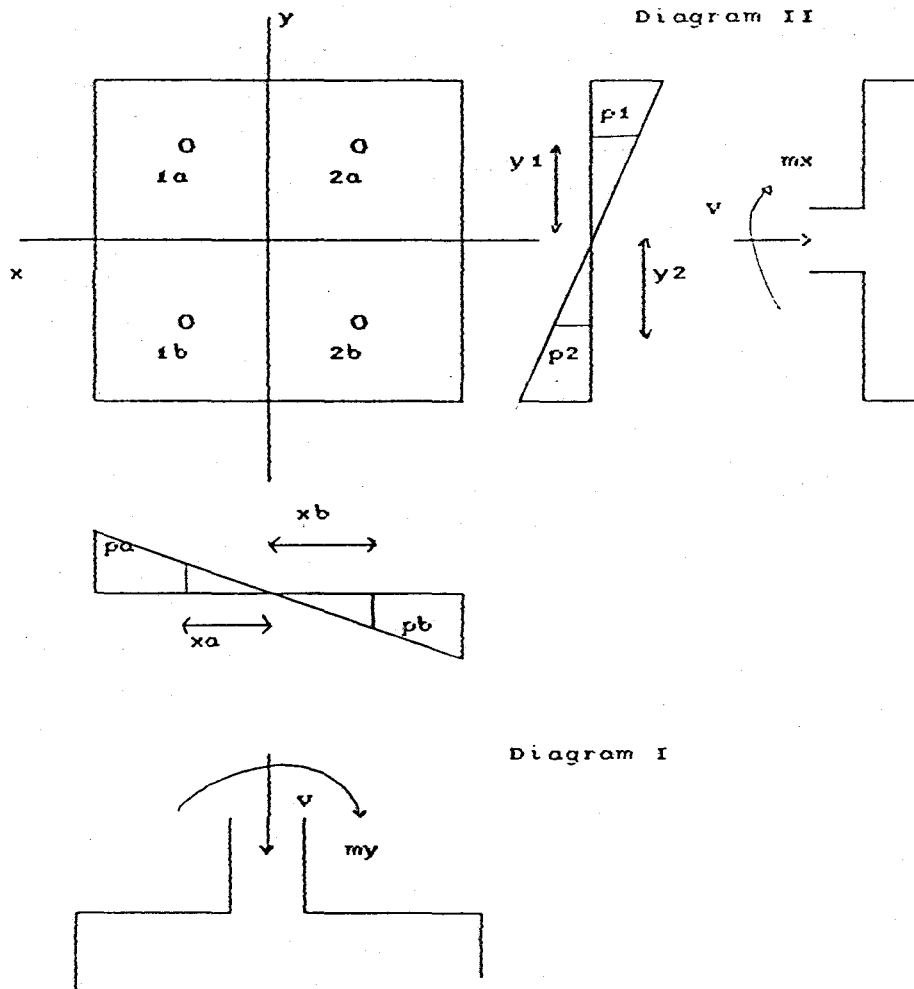 y
Diagram II
O O
1a 2a
p1
y1
mx
v
x
y2
O O
1b 2b
p2
xb
pa
pb
xa
Diagram I
v
my